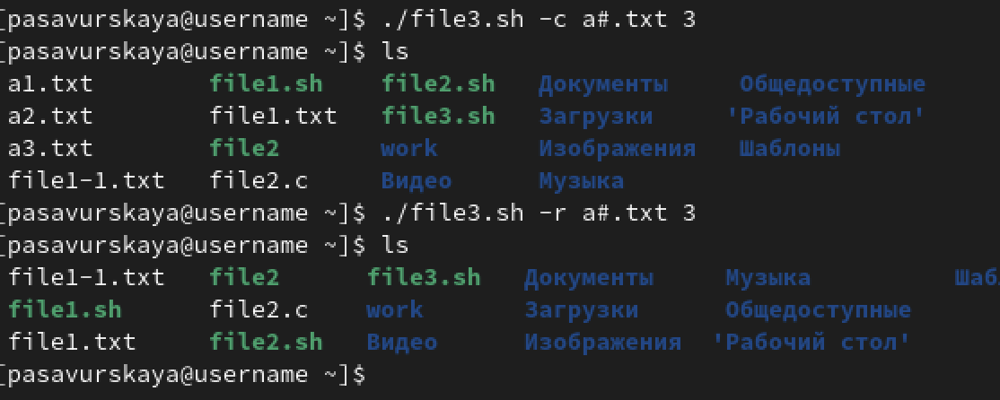 [pasavurskaya@username ~]$ ./file3.sh -c a#.txt 3
[pasavurskaya@username ~]$ ls
a1.txt file1.sh file2.sh Документы Общедоступные
a2.txt file1.txt file3.sh Загрузки 'Рабочий стол'
a3.txt file2 work Изображения Шаблоны
file1-1.txt file2.c Видео Музыка
[pasavurskaya@username ~]$ ./file3.sh -r a#.txt 3
[pasavurskaya@username ~]$ ls
file1-1.txt file2 file3.sh Документы Музыка
file1.sh file2.c work Загрузки Общедоступные
file1.txt file2.sh Видео Изображения 'Рабочий стол'
[pasavurskaya@username ~]$